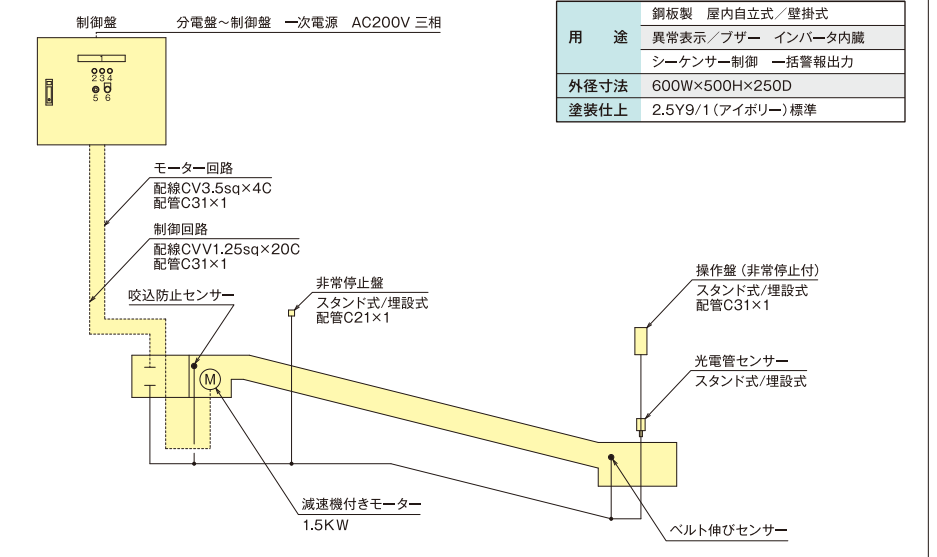 制御盤
分電盤～制御盤 一次電源 AC200V 三相
1
2 3 4
5 6
用途
鋼板製 屋内自立式／壁掛式
異常表示／ブザー インバータ内臓
シーケンサー制御 一括警報出力
外径寸法 600W×500H×250D
塗装仕上 2.5Y9/1（アイボリー）標準
モーター回路
配線CV3.5sq×4C
配管C31×1
制御回路
配線CVV1.25sq×20C
配管C31×1
咬込防止センサー
非常停止盤
スタンド式/埋設式
配管C21×1
操作盤（非常停止付）
スタンド式/埋設式
配管C31×1
光電管センサー
スタンド式/埋設式
M
減速機付きモーター
1.5KW
ベルト伸びセンサー